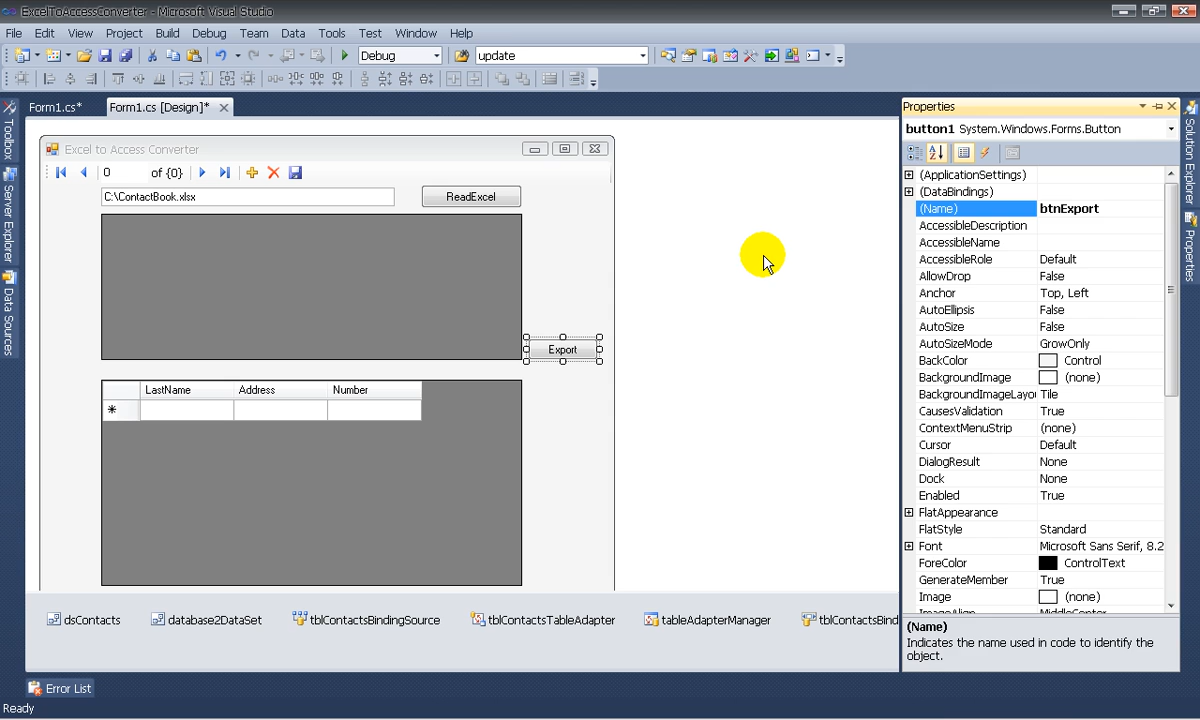 ExcelToAccessConverter - Microsoft Visual Studio
File Edit View Project Build Debug Team Data Tools Test Window Help
Debug update
Form1.cs* Form1.cs [Design]*
Toolbox
Server Explorer
Data Sources
Excel to Access Converter
0 of {0}
C:\ContactBook.xlsx ReadExcel
Export
LastName Address Number
dsContacts database2DataSet tblContactsBindingSource tblContactsTableAdapter tableAdapterManager tblContactsBind
Error List
Ready
Properties
button1 System.Windows.Forms.Button
(ApplicationSettings)
(DataBindings)
(Name) btnExport
AccessibleDescription
AccessibleName
AccessibleRole Default
AllowDrop False
Anchor Top, Left
AutoEllipsis False
AutoSize False
AutoSizeMode GrowOnly
BackColor Control
BackgroundImage (none)
BackgroundImageLayou Tile
CausesValidation True
ContextMenuStrip (none)
Cursor Default
DialogResult None
Dock None
Enabled True
FlatAppearance
FlatStyle Standard
Font Microsoft Sans Serif, 8.2
ForeColor ControlText
GenerateMember True
Image (none)
ImageAlign MiddleCenter
(Name)
Indicates the name used in code to identify the
object.
Solution Explorer
Properties